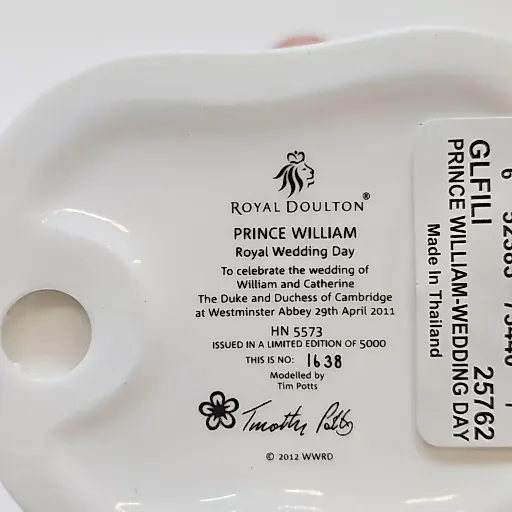 ROYAL DOULTON®
PRINCE WILLIAM
Royal Wedding Day
To celebrate the wedding of
William and Catherine
The Duke and Duchess of Cambridge
at Westminster Abbey 29th April 2011
HN 5573
ISSUED IN A LIMITED EDITION OF 5000
THIS IS NO: 1638
Modelled by
Tim Potts
Timothy Potts
© 2012 WWRD
GLFILI 25762
PRINCE WILLIAM-WEDDING DAY
Made In Thailand